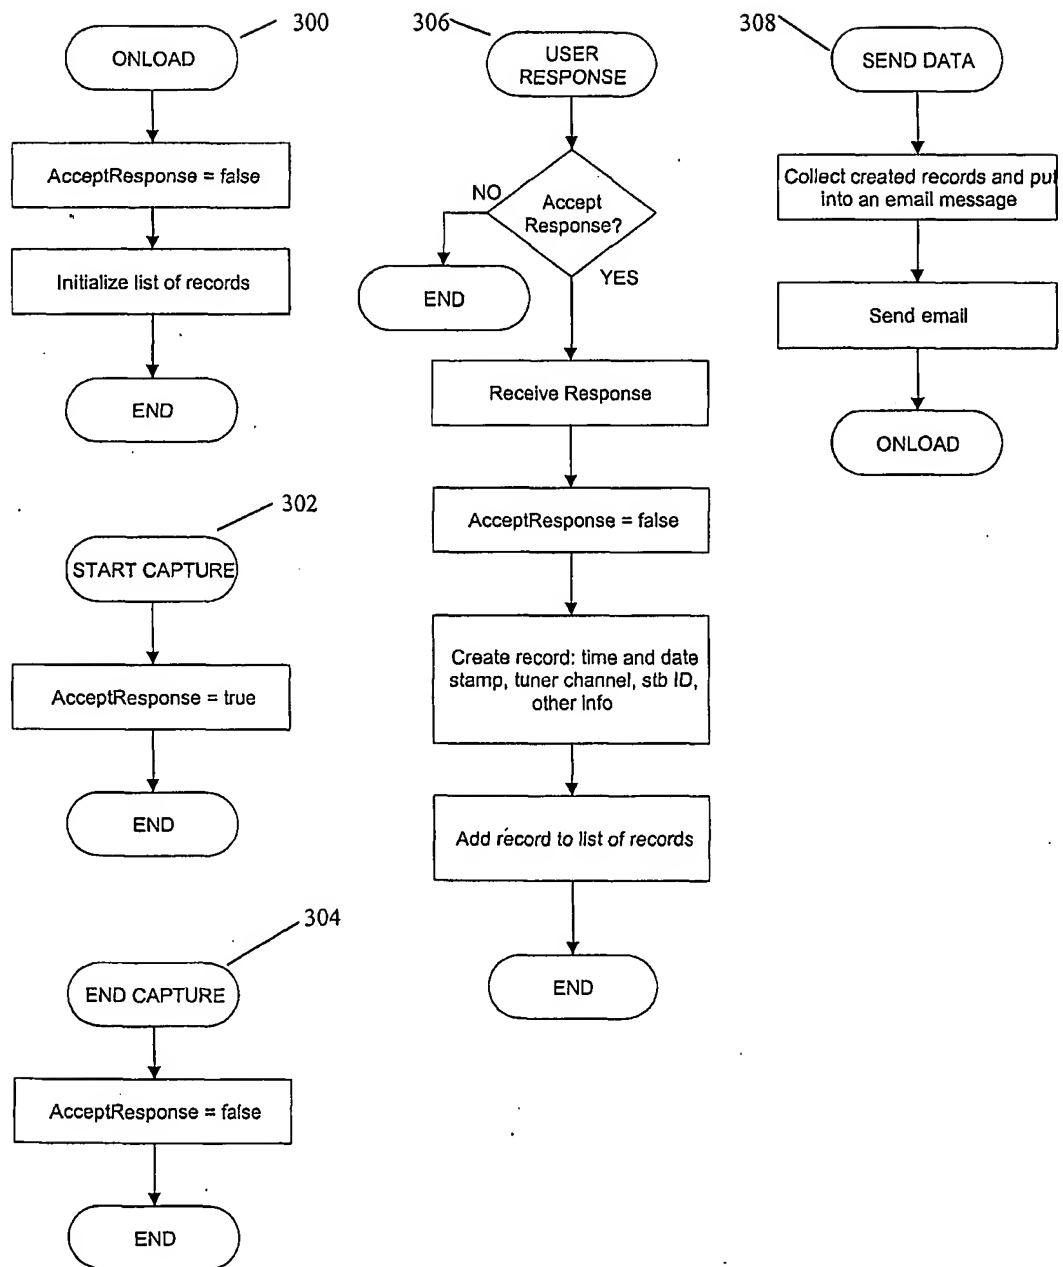 300
ONLOAD
AcceptResponse = false
Initialize list of records
END
302
START CAPTURE
AcceptResponse = true
END
304
END CAPTURE
AcceptResponse = false
END
306
USER
RESPONSE
Accept
Response?
NO
END
YES
Receive Response
AcceptResponse = false
Create record: time and date
stamp, tuner channel, stb ID,
other info
Add record to list of records
END
308
SEND DATA
Collect created records and put
into an email message
Send email
ONLOAD